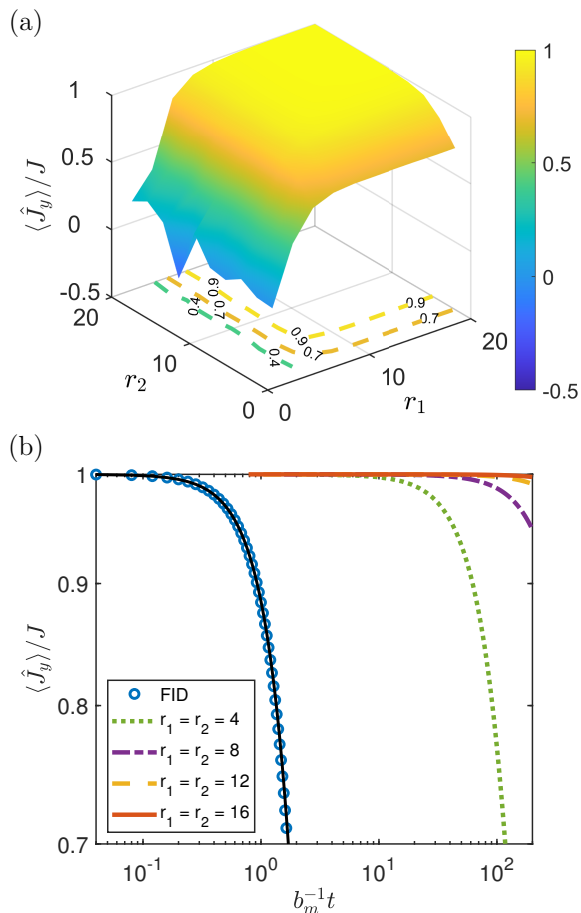 (a)
1
0.5
0
-0.5
⟨Ĵ_y⟩/J
20
10
0
r_2
0
10
20
r_1
0.4
0.7
0.9
0.4
0.7
0.9
0.7
0.9
1
0.5
0
-0.5
(b)
1
0.9
0.8
0.7
⟨Ĵ_y⟩/J
FID
r_1 = r_2 = 4
r_1 = r_2 = 8
r_1 = r_2 = 12
r_1 = r_2 = 16
10^{-1}
10^0
10^1
10^2
b_m^{-1}t